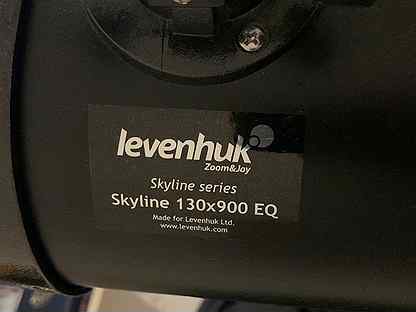 levenhuk
Zoom&Joy
Skyline series
Skyline 130x900 EQ
Made for Levenhuk Ltd.
www.levenhuk.com